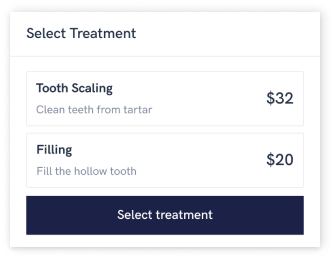 Select Treatment
Tooth Scaling
Clean teeth from tartar
$32
Filling
Fill the hollow tooth
$20
Select treatment